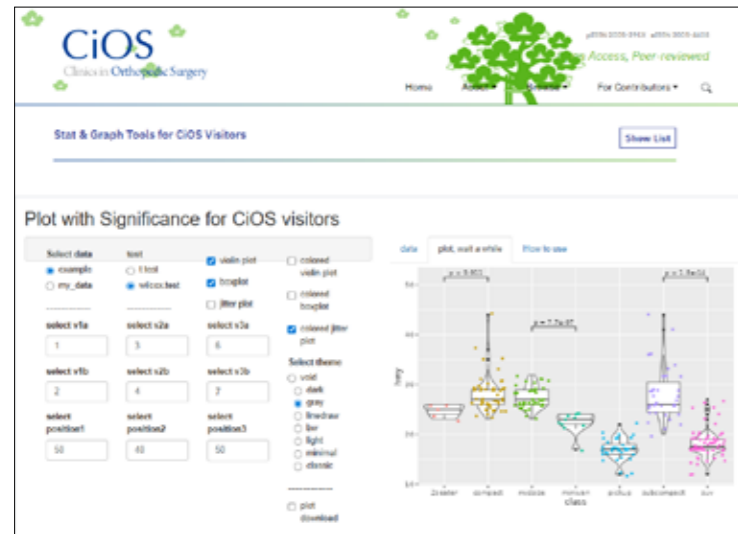 CiOS
Clinics in Orthopedic Surgery
Access, Peer-reviewed
Home About Browse For Contributors
Stat & Graph Tools for CiOS Visitors
Show List
Plot with Significance for CiOS visitors
Select data
example
my_data
test
t.test
wilcox.test
violin plot
boxplot
jitter plot
colored violin plot
colored boxplot
colored jitter plot
select v1a
1
select v2a
3
select v3a
6
select v1b
2
select v2b
4
select v3b
7
select position1
50
select position2
40
select position3
50
Select theme
void
dark
gray
linedraw
bw
light
minimal
classic
plot download
data
plot, wait a while
How to use
hwy
2seater compact midsize minivan pickup subcompact suv
class